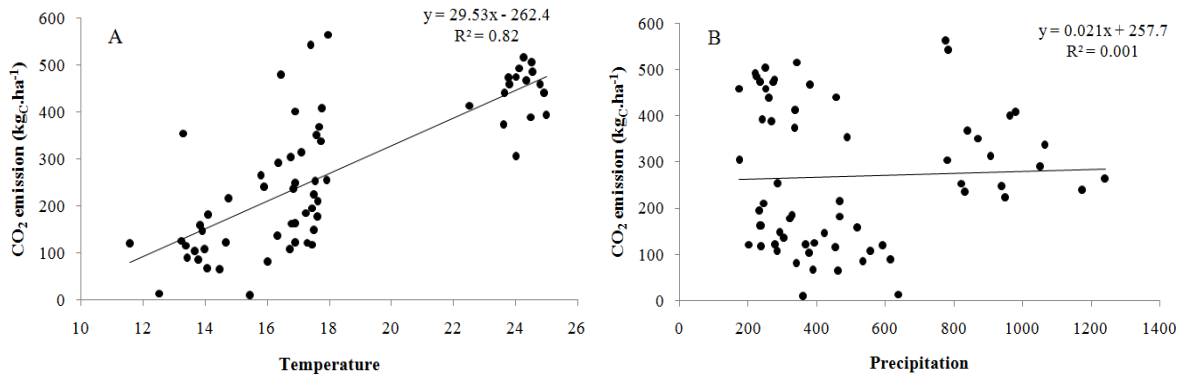 A
y = 29.53x - 262.4
R² = 0.82
CO₂ emission (kg_C.ha⁻¹)
600
500
400
300
200
100
0
10 12 14 16 18 20 22 24 26
Temperature
B
y = 0.021x + 257.7
R² = 0.001
CO₂ emission (kg_C.ha⁻¹)
600
500
400
300
200
100
0
0 200 400 600 800 1000 1200 1400
Precipitation